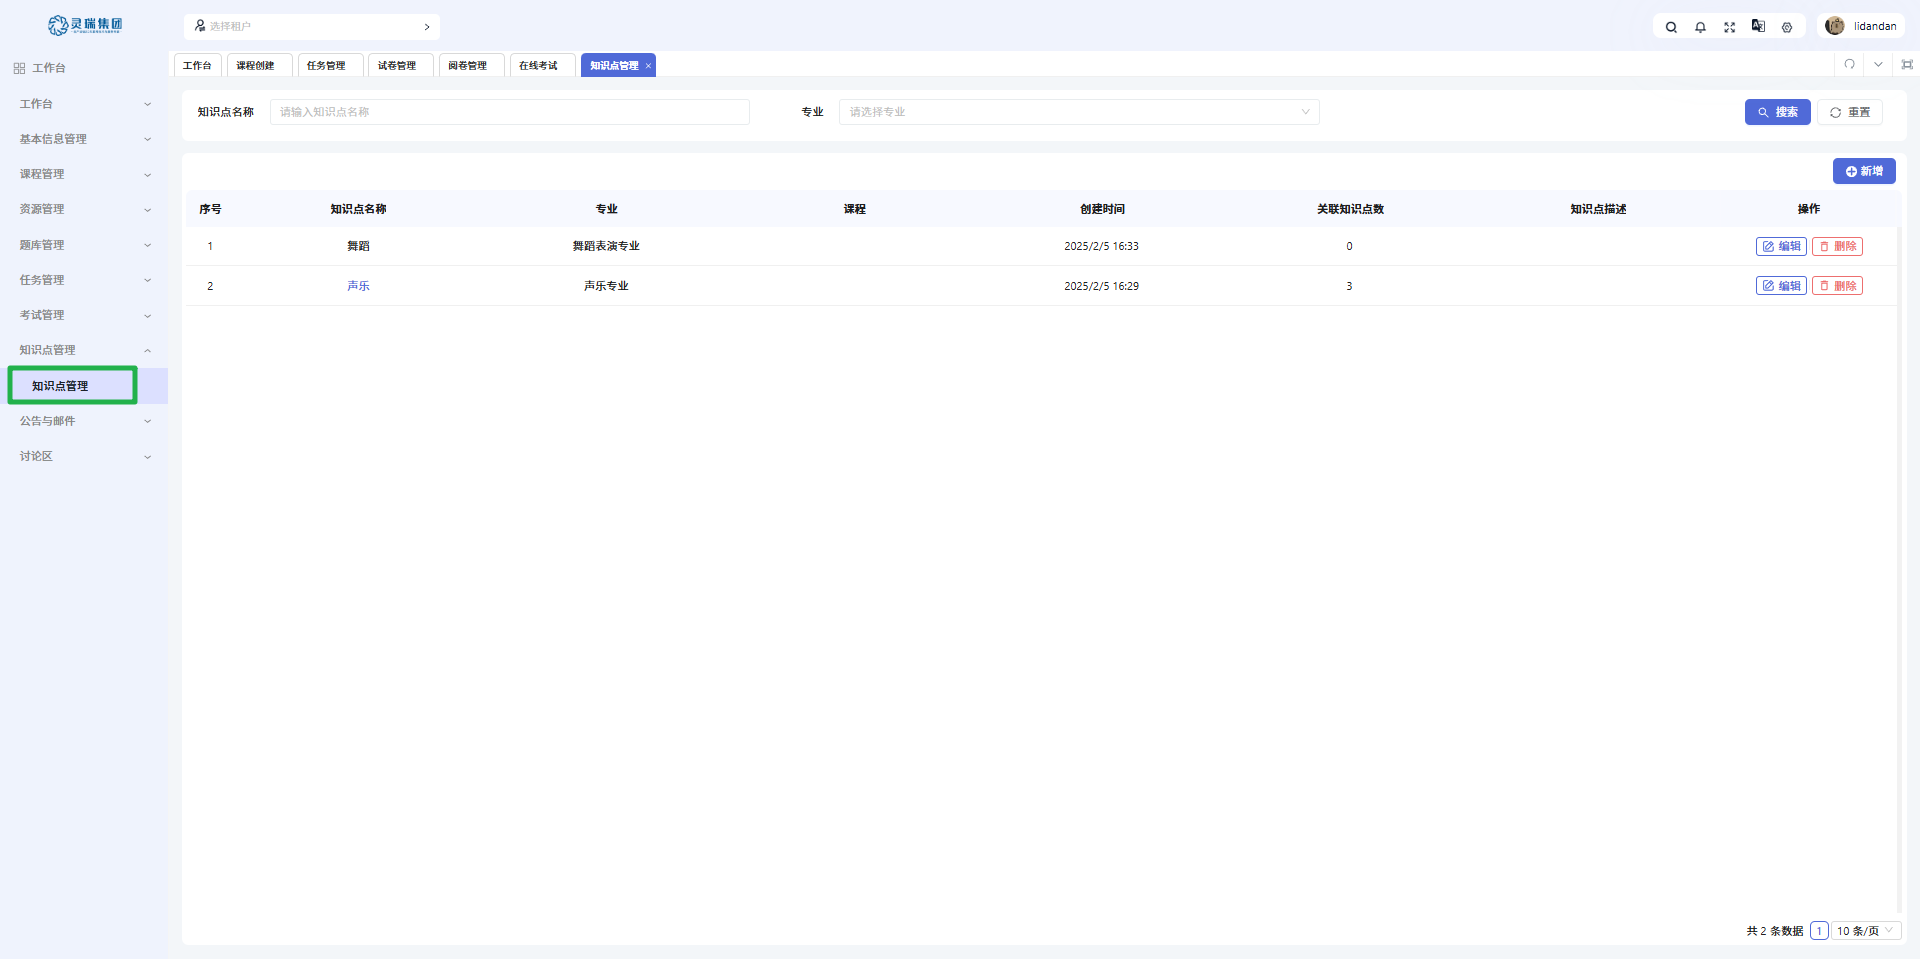 灵瑞集团
选择租户
lidandan
工作台
工作台
基本信息管理
课程管理
资源管理
题库管理
任务管理
考试管理
知识点管理
知识点管理
公告与邮件
讨论区
工作台 课程创建 任务管理 试卷管理 阅卷管理 在线考试 知识点管理
知识点名称 请输入知识点名称 专业 请选择专业 搜索 重置
新增
序号 知识点名称 专业 课程 创建时间 关联知识点数 知识点描述 操作
1 舞蹈 舞蹈表演专业 2025/2/5 16:33 0 编辑 删除
2 声乐 声乐专业 2025/2/5 16:29 3 编辑 删除
共 2 条数据 1 10 条/页